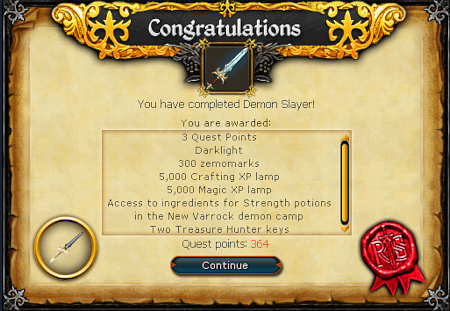 Congratulations
You have completed Demon Slayer!
You are awarded:
3 Quest Points
Darklight
300 zemomarks
5,000 Crafting XP lamp
5,000 Magic XP lamp
Access to ingredients for Strength potions
in the New Varrock demon camp
Two Treasure Hunter keys
Quest points: 364
Continue
RS